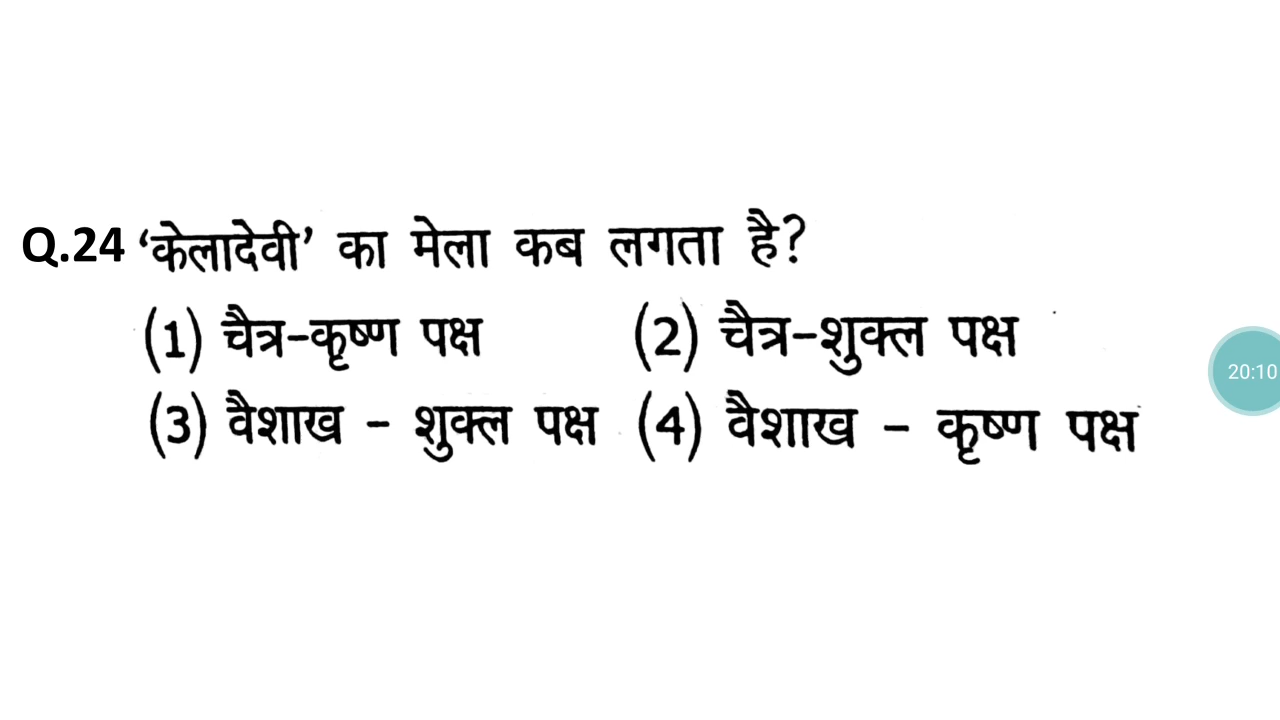 Q.24 ‘केलादेवी’ का मेला कब लगता है?
(1) चैत्र-कृष्ण पक्ष (2) चैत्र-शुक्ल पक्ष
(3) वैशाख - शुक्ल पक्ष (4) वैशाख - कृष्ण पक्ष
20:10